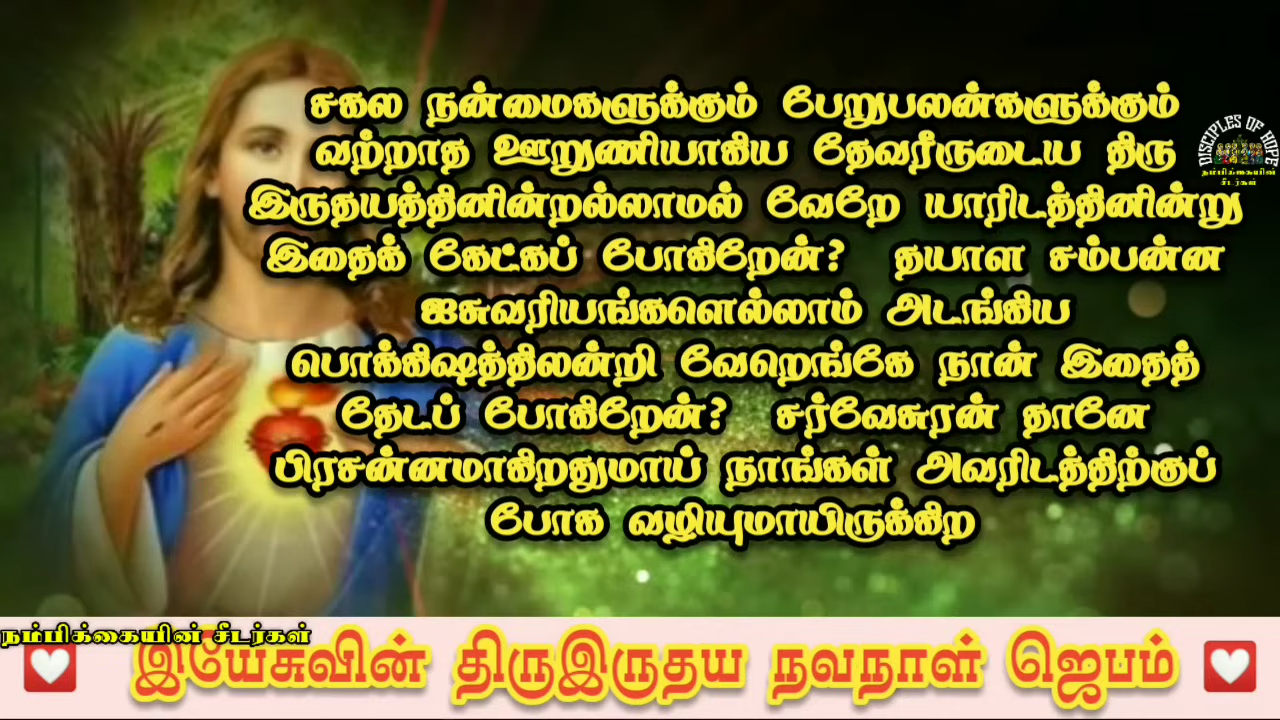 சகல நன்மைகளுக்கும் பேறுபலன்களுக்கும்
வற்றாத ஊறுணியாகிய தேவரீருடைய திரு
இருதயத்தினின்றல்லாமல் வேறே யாரிடத்தினின்று
இதைக் கேட்கப் போகிறேன்? தயாள சம்பன்ன
ஐசுவரியங்களெல்லாம் அடங்கிய
பொக்கிஷத்திலன்றி வேறெங்கே நான் இதைத்
தேடப் போகிறேன்? சர்வேசுரன் தானே
பிரசன்னமாகிறதுமாய் நாங்கள் அவரிடத்திற்குப்
போக வழியுமாயிருக்கிற
DISCIPLES OF HOPE
நம்பிக்கையின்
சீடர்கள்
நம்பிக்கையின் சீடர்கள்
இயேசுவின் திருஇருதய நவநாள் ஜெபம்